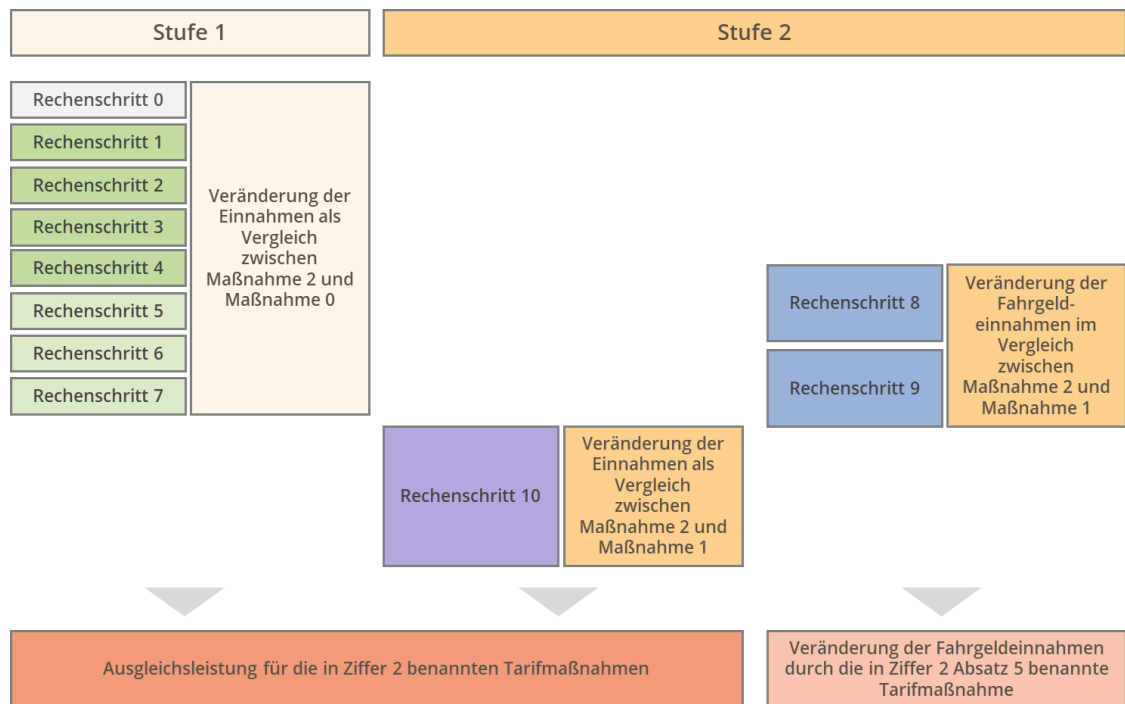 Stufe 1
Stufe 2
Rechenschritt 0
Rechenschritt 1
Rechenschritt 2
Rechenschritt 3
Rechenschritt 4
Rechenschritt 5
Rechenschritt 6
Rechenschritt 7
Veränderung der
Einnahmen als
Vergleich
zwischen
Maßnahme 2 und
Maßnahme 0
Rechenschritt 8
Rechenschritt 9
Veränderung der
Fahrgeld-
einnahmen im
Vergleich
zwischen
Maßnahme 2 und
Maßnahme 1
Rechenschritt 10
Veränderung der
Einnahmen als
Vergleich
zwischen
Maßnahme 2 und
Maßnahme 1
Ausgleichsleistung für die in Ziffer 2 benannten Tarifmaßnahmen
Veränderung der Fahrgeldeinnahmen
durch die in Ziffer 2 Absatz 5 benannte
Tarifmaßnahme